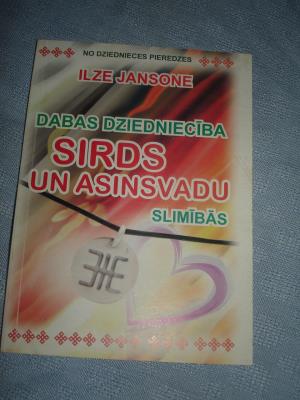 NO DZIEDNIECES PIEREDZES
ILZE JANSONE
DABAS DZIEDNIECĪBA
SIRDS
UN ASINSVADU
SLIMĪBĀS